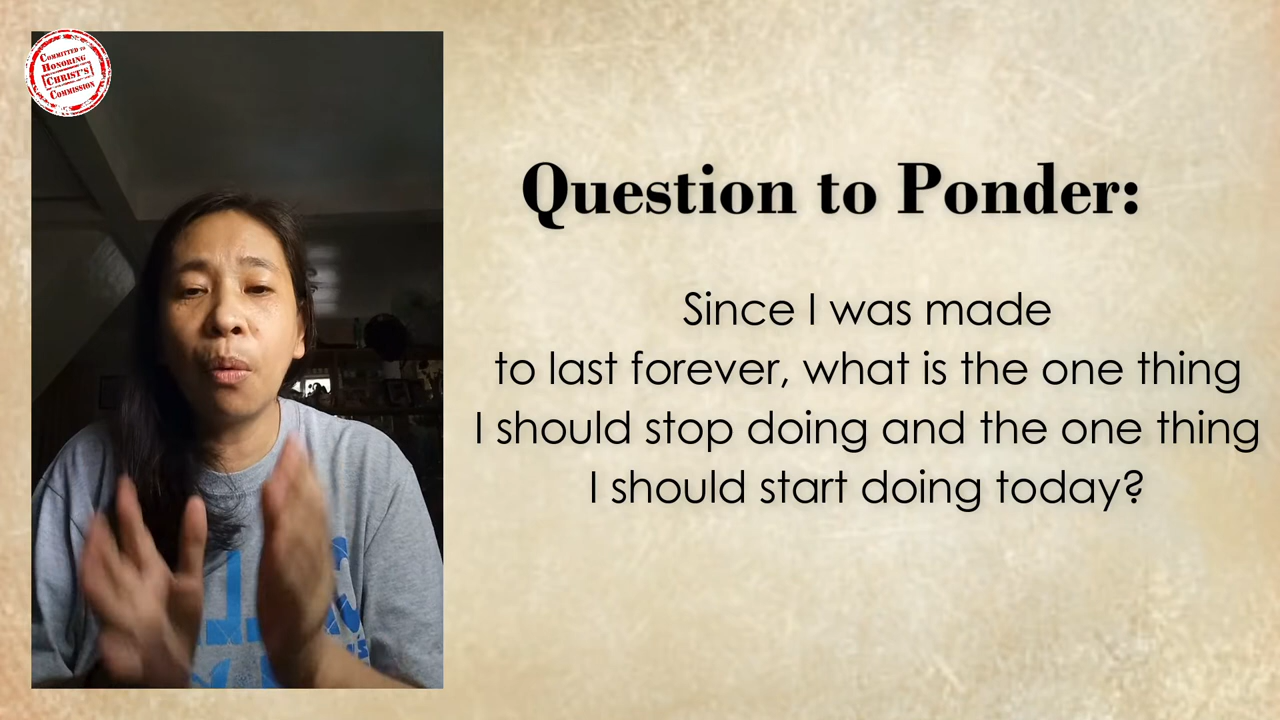 COMMITTED TO
HONORING
CHRIST'S
COMMISSION
Question to Ponder:
Since I was made
to last forever, what is the one thing
I should stop doing and the one thing
I should start doing today?